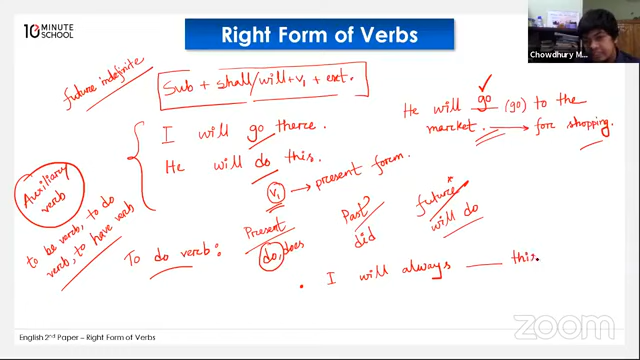 10 MINUTE
SCHOOL
Right Form of Verbs
Chowdhury M...
future indefinite
Sub + shall/will + v1 + ext.
I will go there.
He will do this.
v1 → present form.
He will go (go) to the
market. → for shopping.
Auxiliary
verb
to be verb, to do
verb, to have verb
To do verb:
Present
do, does
Past
did
future*
will do
• I will always ___ this
English 2nd Paper – Right Form of Verbs
zoom